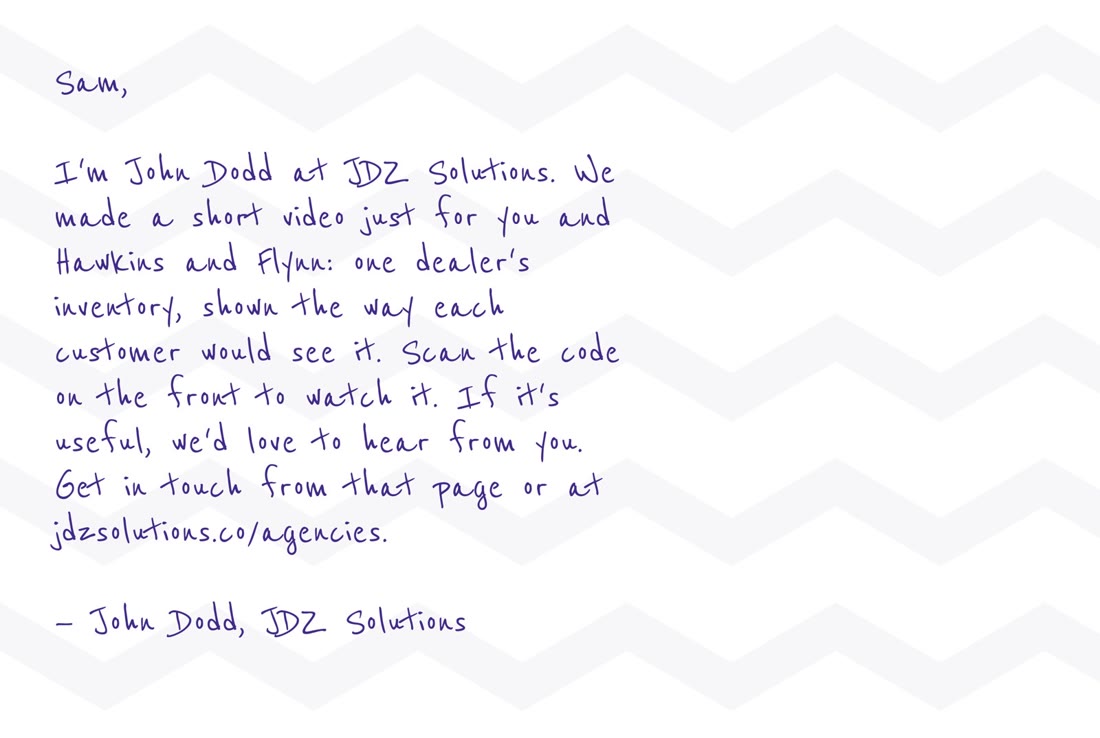 Sam,
I'm John Dodd at JDZ Solutions. We
made a short video just for you and
Hawkins and Flynn: one dealer's
inventory, shown the way each
customer would see it. Scan the code
on the front to watch it. If it's
useful, we'd love to hear from you.
Get in touch from that page or at
jdzsolutions.co/agencies.
– John Dodd, JDZ Solutions